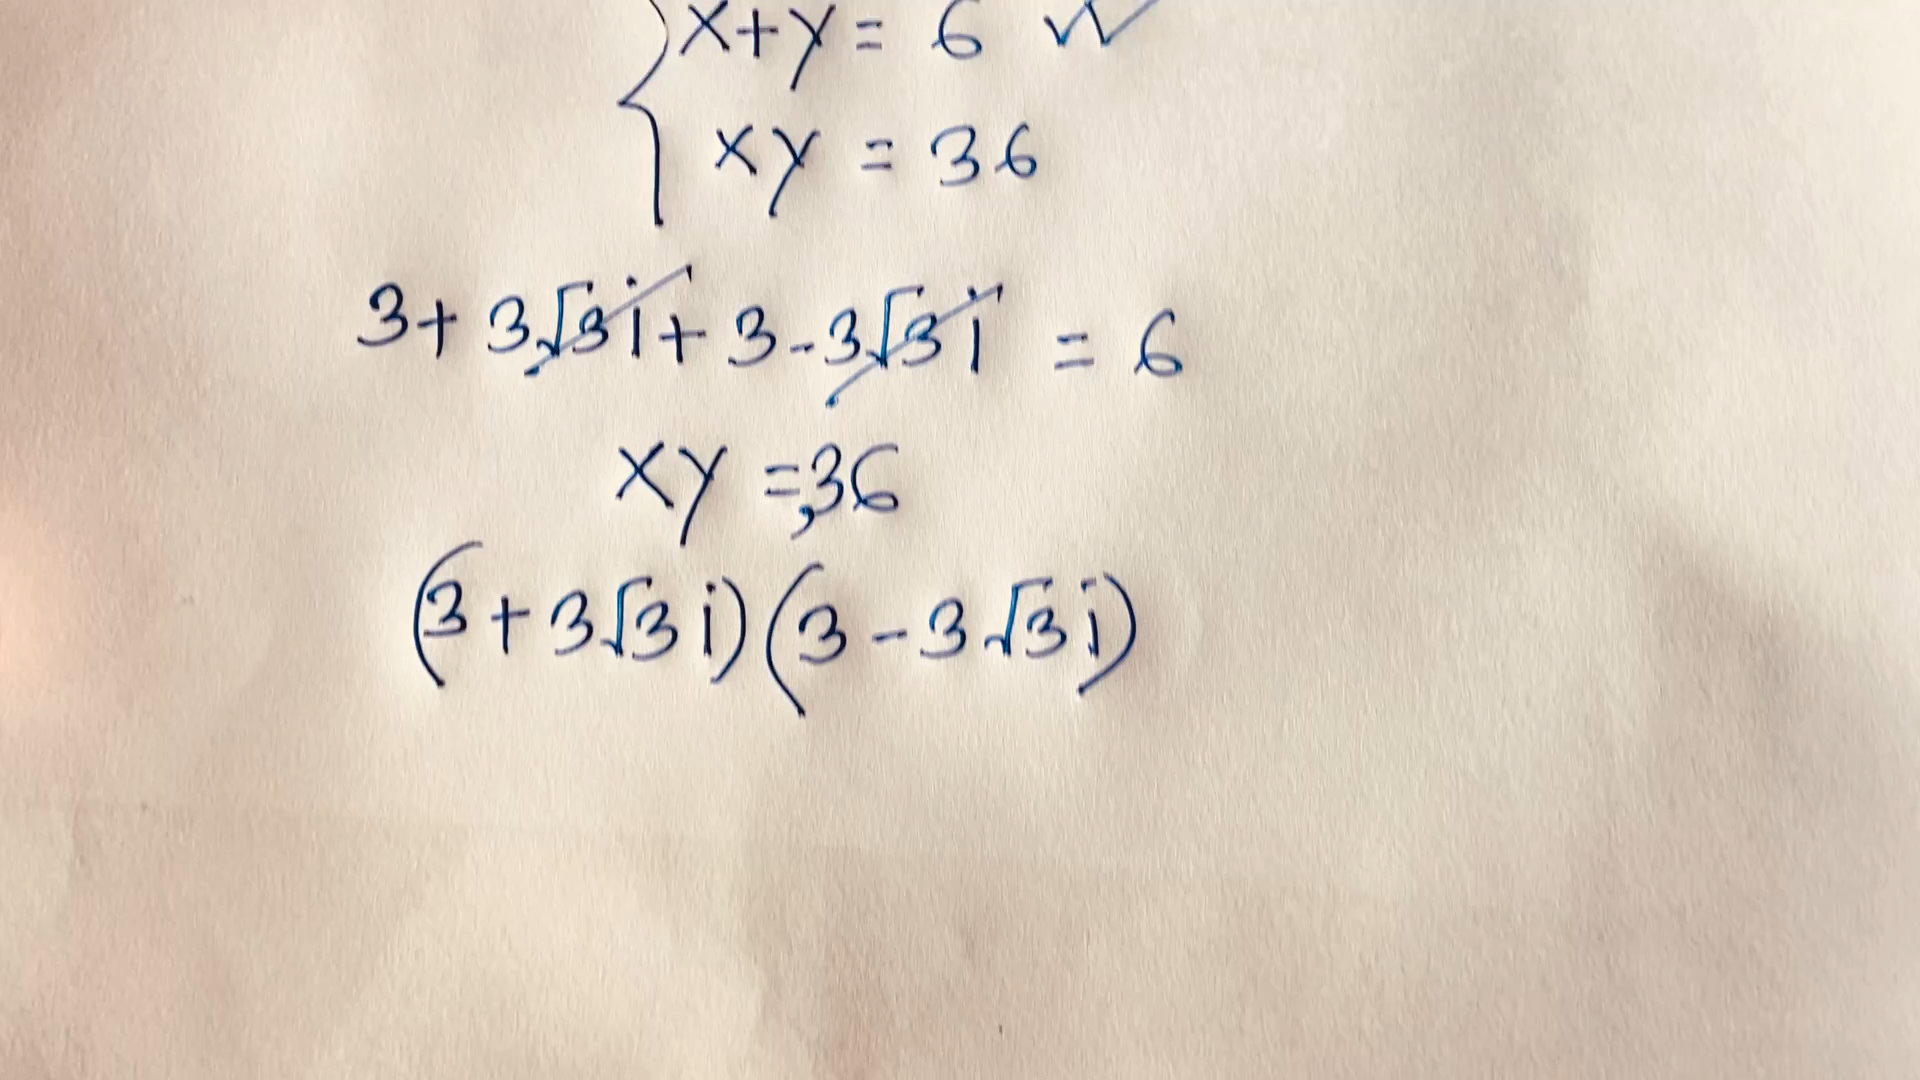 x+y = 6 ✓
xy = 36
3+ 3√3i + 3 - 3√3i = 6
xy = 36
(3 + 3√3i)(3 - 3√3i)